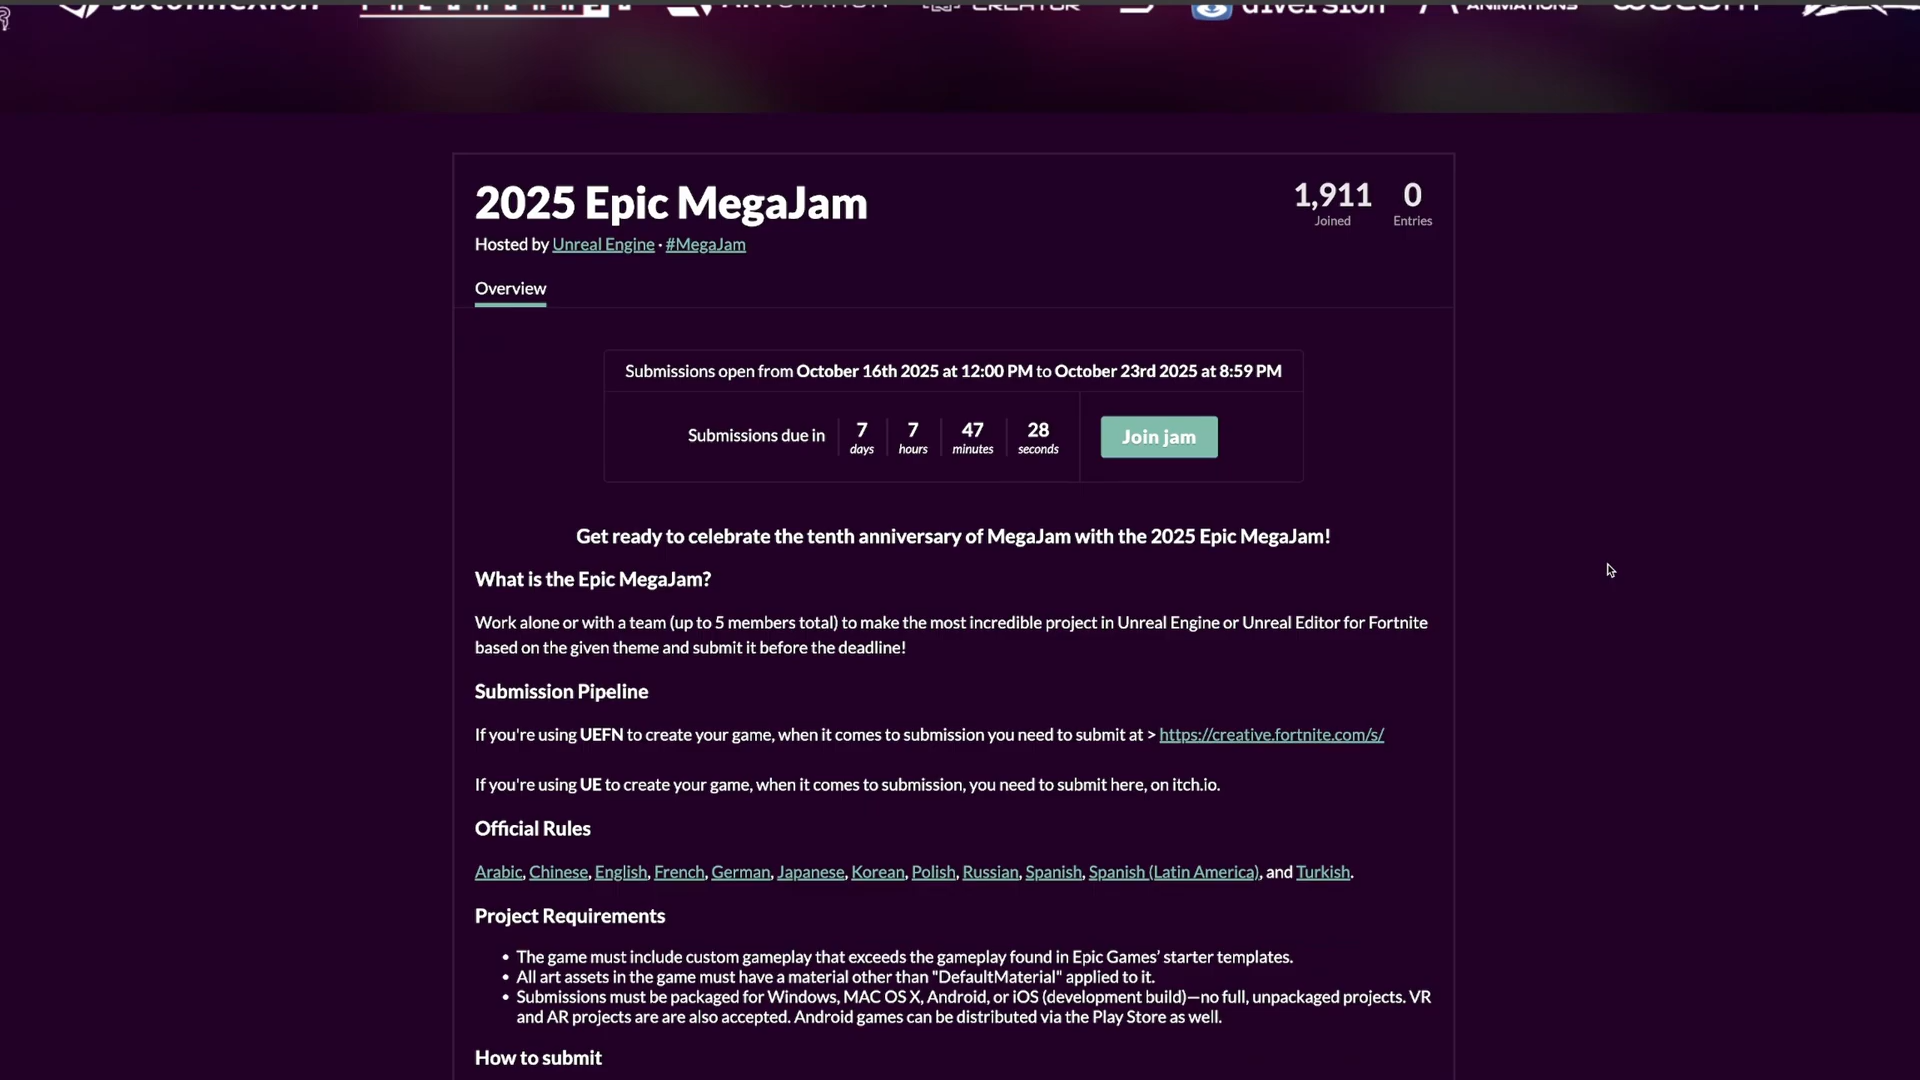 diversion
ANIMATIONS
2025 Epic MegaJam
1,911
Joined
0
Entries
Hosted by Unreal Engine · #MegaJam
Overview
Submissions open from October 16th 2025 at 12:00 PM to October 23rd 2025 at 8:59 PM
Submissions due in
7
days
7
hours
47
minutes
28
seconds
Join jam
Get ready to celebrate the tenth anniversary of MegaJam with the 2025 Epic MegaJam!
What is the Epic MegaJam?
Work alone or with a team (up to 5 members total) to make the most incredible project in Unreal Engine or Unreal Editor for Fortnite
based on the given theme and submit it before the deadline!
Submission Pipeline
If you're using UEFN to create your game, when it comes to submission you need to submit at > https://creative.fortnite.com/s/
If you're using UE to create your game, when it comes to submission, you need to submit here, on itch.io.
Official Rules
Arabic, Chinese, English, French, German, Japanese, Korean, Polish, Russian, Spanish, Spanish (Latin America), and Turkish.
Project Requirements
• The game must include custom gameplay that exceeds the gameplay found in Epic Games' starter templates.
• All art assets in the game must have a material other than "DefaultMaterial" applied to it.
• Submissions must be packaged for Windows, MAC OS X, Android, or iOS (development build)—no full, unpackaged projects. VR
and AR projects are are also accepted. Android games can be distributed via the Play Store as well.
How to submit